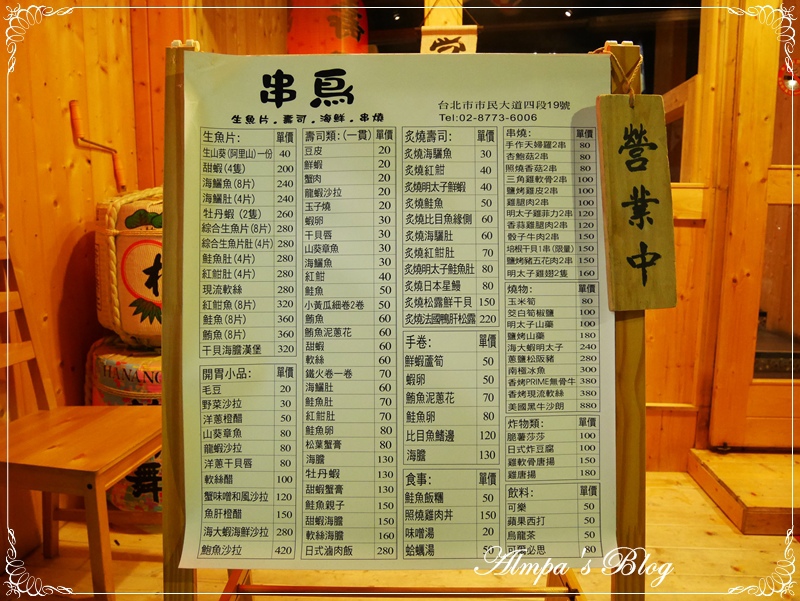 串鳥
生魚片．壽司．海鮮．串燒
台北市市民大道四段19號
Tel:02-8773-6006
營業中
生魚片: 單價
生山葵(阿里山)一份 40
甜蝦(4隻) 200
海鱺魚(8片) 240
海鱺肚(4片) 240
牡丹蝦 (2隻) 260
綜合生魚片(8片) 280
綜合生魚片肚(4片) 280
鮭魚肚(4片) 280
紅魽肚(4片) 280
現流軟絲 280
紅魽魚(8片) 320
鮭魚(8片) 360
鮪魚(8片) 360
干貝海膽漢堡 320
開胃小品: 單價
毛豆 20
野菜沙拉 30
洋蔥橙醋 50
山葵章魚 80
龍蝦沙拉 80
洋蔥干貝唇 80
軟絲醋 100
蟹味噌和風沙拉 120
魚肝橙醋 150
海大蝦海鮮沙拉 280
鮑魚沙拉 420
壽司類:(一貫) 單價
豆皮 20
鮮蝦 20
蟹肉 20
龍蝦沙拉 20
玉子燒 20
蝦卵 30
干貝唇 30
山葵章魚 30
海鱺魚 30
紅魽 40
鮭魚 50
小黃瓜細卷2卷 50
鮪魚 60
鮪魚泥蔥花 60
甜蝦 60
軟絲 60
鐵火卷一卷 70
海鱺肚 60
鮭魚肚 70
紅魽肚 70
鮭魚卵 80
松葉蟹膏 80
海膽 130
牡丹蝦 130
甜蝦蟹膏 130
鮭魚親子 150
甜蝦海膽 150
軟絲海膽 160
日式滷肉飯 280
炙燒壽司: 單價
炙燒海鱺魚 30
炙燒紅魽 40
炙燒明太子鮮蝦 40
炙燒鮭魚 50
炙燒比目魚緣側 60
炙燒海鱺肚 60
炙燒紅魽肚 70
炙燒明太子鮭魚肚 80
炙燒日本星鰻 80
炙燒松露鮮干貝 150
炙燒法國鴨肝松露 220
手卷: 單價
鮮蝦蘆筍 50
蝦卵 50
鮪魚泥蔥花 70
鮭魚卵 80
比目魚鰭邊 120
海膽 130
食事: 單價
鮭魚飯糰 50
照燒雞肉丼 150
味噌湯 20
蛤蠣湯 50
串燒: 單價
手作天婦羅2串 80
杏鮑菇2串 80
照燒香菇2串 80
三角雞軟骨2串 100
鹽烤雞皮2串 100
雞腿肉2串 100
明太子雞菲力2串 120
香蒜雞腿肉2串 120
骰子牛肉2串 150
培根干貝1串(限量) 150
鹽烤豬五花肉2串 150
明太子雞翅2隻 160
燒物: 單價
玉米筍 80
茭白筍椒鹽 100
明太子山藥 100
鹽烤山藥 180
海大蝦明太子 240
蔥鹽松阪豬 280
南極冰魚 300
香烤PRIME無骨牛 380
香烤現流軟絲 380
美國黑牛沙朗 880
炸物類: 單價
脆薯莎莎 100
日式炸豆腐 100
雞軟骨唐揚 150
雞唐揚 180
飲料: 單價
可樂 50
蘋果西打 50
烏龍茶 50
可爾必思 80
HANANO
Almpa's Blog